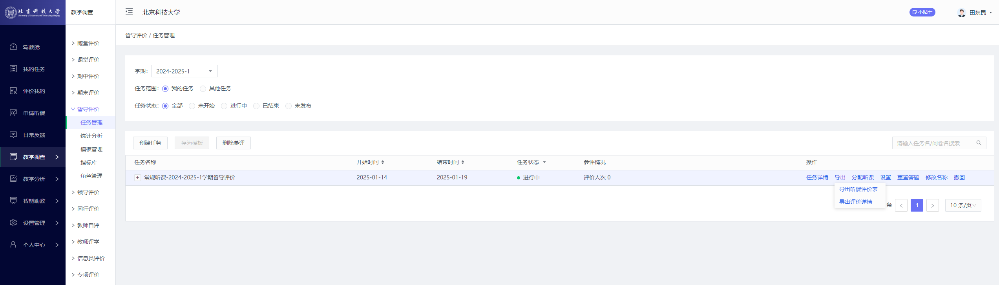 北京科技大学
University of Science and Technology Beijing
驾驶舱
我的任务
评价我的
申请听课
日常反馈
教学调查
教学分析
智能助教
设置管理
个人中心
教学调查
随堂评价
课堂评价
期中评价
期末评价
督导评价
任务管理
统计分析
模板管理
指标库
角色管理
领导评价
同行评价
教师自评
教师评学
信息员评价
专项评价
北京科技大学
小贴士
田东民
督导评价 / 任务管理
学期： 2024-2025-1
任务范围： 我的任务 其他任务
任务状态： 全部 未开始 进行中 已结束 未发布
创建任务 存为模板 删除参评 请输入任务名/问卷名搜索
任务名称 开始时间 结束时间 任务状态 参评情况 操作
+ 常规听课-2024-2025-1学期督导评价 2025-01-14 2025-01-19 进行中 评价人次 0 任务详情 导出 分配听课 设置 重置答题 修改名称 撤回
导出听课评价表
导出评价详情
条 < 1 > 10 条/页